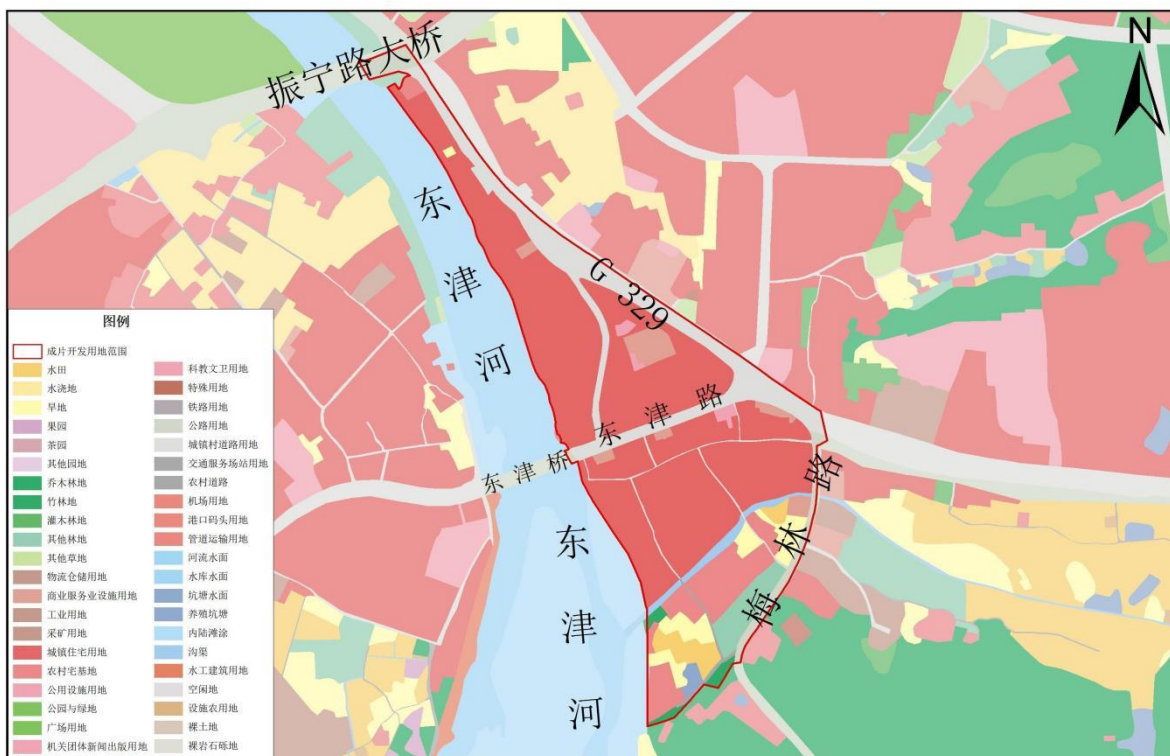 振宁路大桥
N
东津河
G 329
东津路
东津桥
梅林路
东津河
图例
成片开发用地范围
水田
水浇地
旱地
果园
茶园
其他园地
乔木林地
竹林地
灌木林地
其他林地
其他草地
物流仓储用地
商业服务业设施用地
工业用地
采矿用地
城镇住宅用地
农村宅基地
公用设施用地
公园与绿地
广场用地
机关团体新闻出版用地
科教文卫用地
特殊用地
铁路用地
公路用地
城镇村道路用地
交通服务场站用地
农村道路
机场用地
港口码头用地
管道运输用地
河流水面
水库水面
坑塘水面
养殖坑塘
内陆滩涂
沟渠
水工建筑用地
空闲地
设施农用地
裸土地
裸岩石砾地